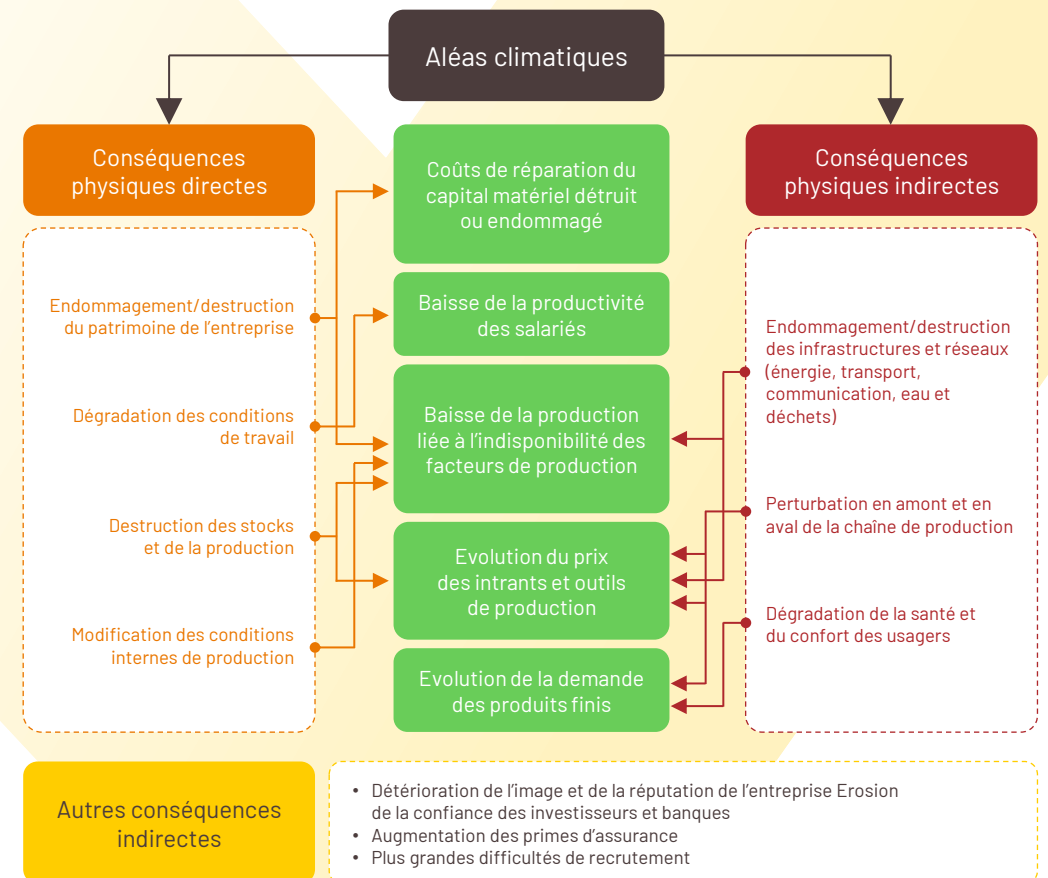 Aléas climatiques
Conséquences
physiques directes
Endommagement/destruction
du patrimoine de l'entreprise
Dégradation des conditions
de travail
Destruction des stocks
et de la production
Modification des conditions
internes de production
Coûts de réparation du
capital matériel détruit
ou endommagé
Baisse de la productivité
des salariés
Baisse de la production
liée à l'indisponibilité des
facteurs de production
Evolution du prix
des intrants et outils
de production
Evolution de la demande
des produits finis
Conséquences
physiques indirectes
Endommagement/destruction
des infrastructures et réseaux
(énergie, transport,
communication, eau et
déchets)
Perturbation en amont et en
aval de la chaîne de production
Dégradation de la santé et
du confort des usagers
Autres conséquences
indirectes
• Détérioration de l'image et de la réputation de l'entreprise Erosion
de la confiance des investisseurs et banques
• Augmentation des primes d'assurance
• Plus grandes difficultés de recrutement